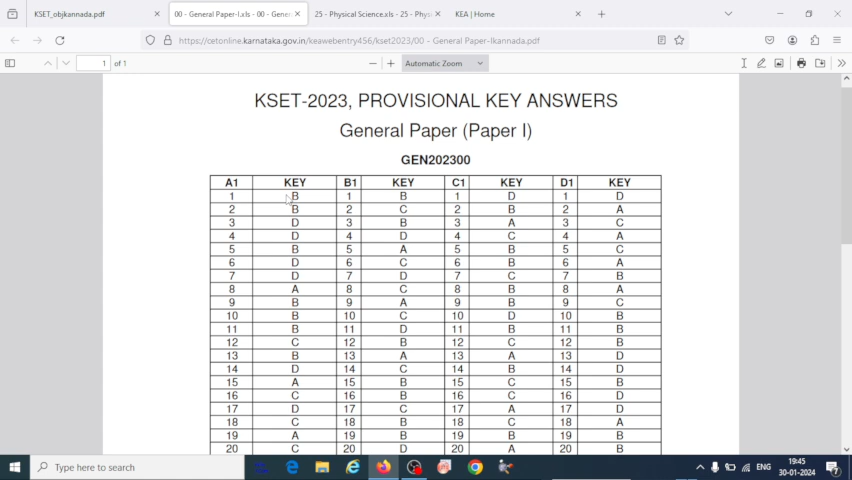 KSET_objkannada.pdf × 00 - General Paper-I.xls - 00 - Gener × 25 - Physical Science.xls - 25 - Physi × KEA | Home × +
https://cetonline.karnataka.gov.in/keawebentry456/kset2023/00 - General Paper-Ikannada.pdf
1 of 1 − + Automatic Zoom
KSET-2023, PROVISIONAL KEY ANSWERS
General Paper (Paper I)
GEN202300
A1 KEY B1 KEY C1 KEY D1 KEY
1 B 1 B 1 D 1 D
2 B 2 C 2 B 2 A
3 D 3 B 3 A 3 C
4 D 4 D 4 C 4 A
5 B 5 A 5 B 5 C
6 D 6 C 6 B 6 A
7 D 7 D 7 C 7 B
8 A 8 C 8 B 8 A
9 B 9 A 9 B 9 C
10 B 10 C 10 D 10 B
11 B 11 D 11 B 11 B
12 C 12 B 12 C 12 B
13 B 13 A 13 A 13 D
14 D 14 C 14 B 14 D
15 A 15 B 15 C 15 B
16 C 16 B 16 C 16 D
17 D 17 C 17 A 17 D
18 C 18 B 18 C 18 A
19 A 19 B 19 B 19 B
20 C 20 D 20 A 20 B
Type here to search
ENG
19:45
30-01-2024
7